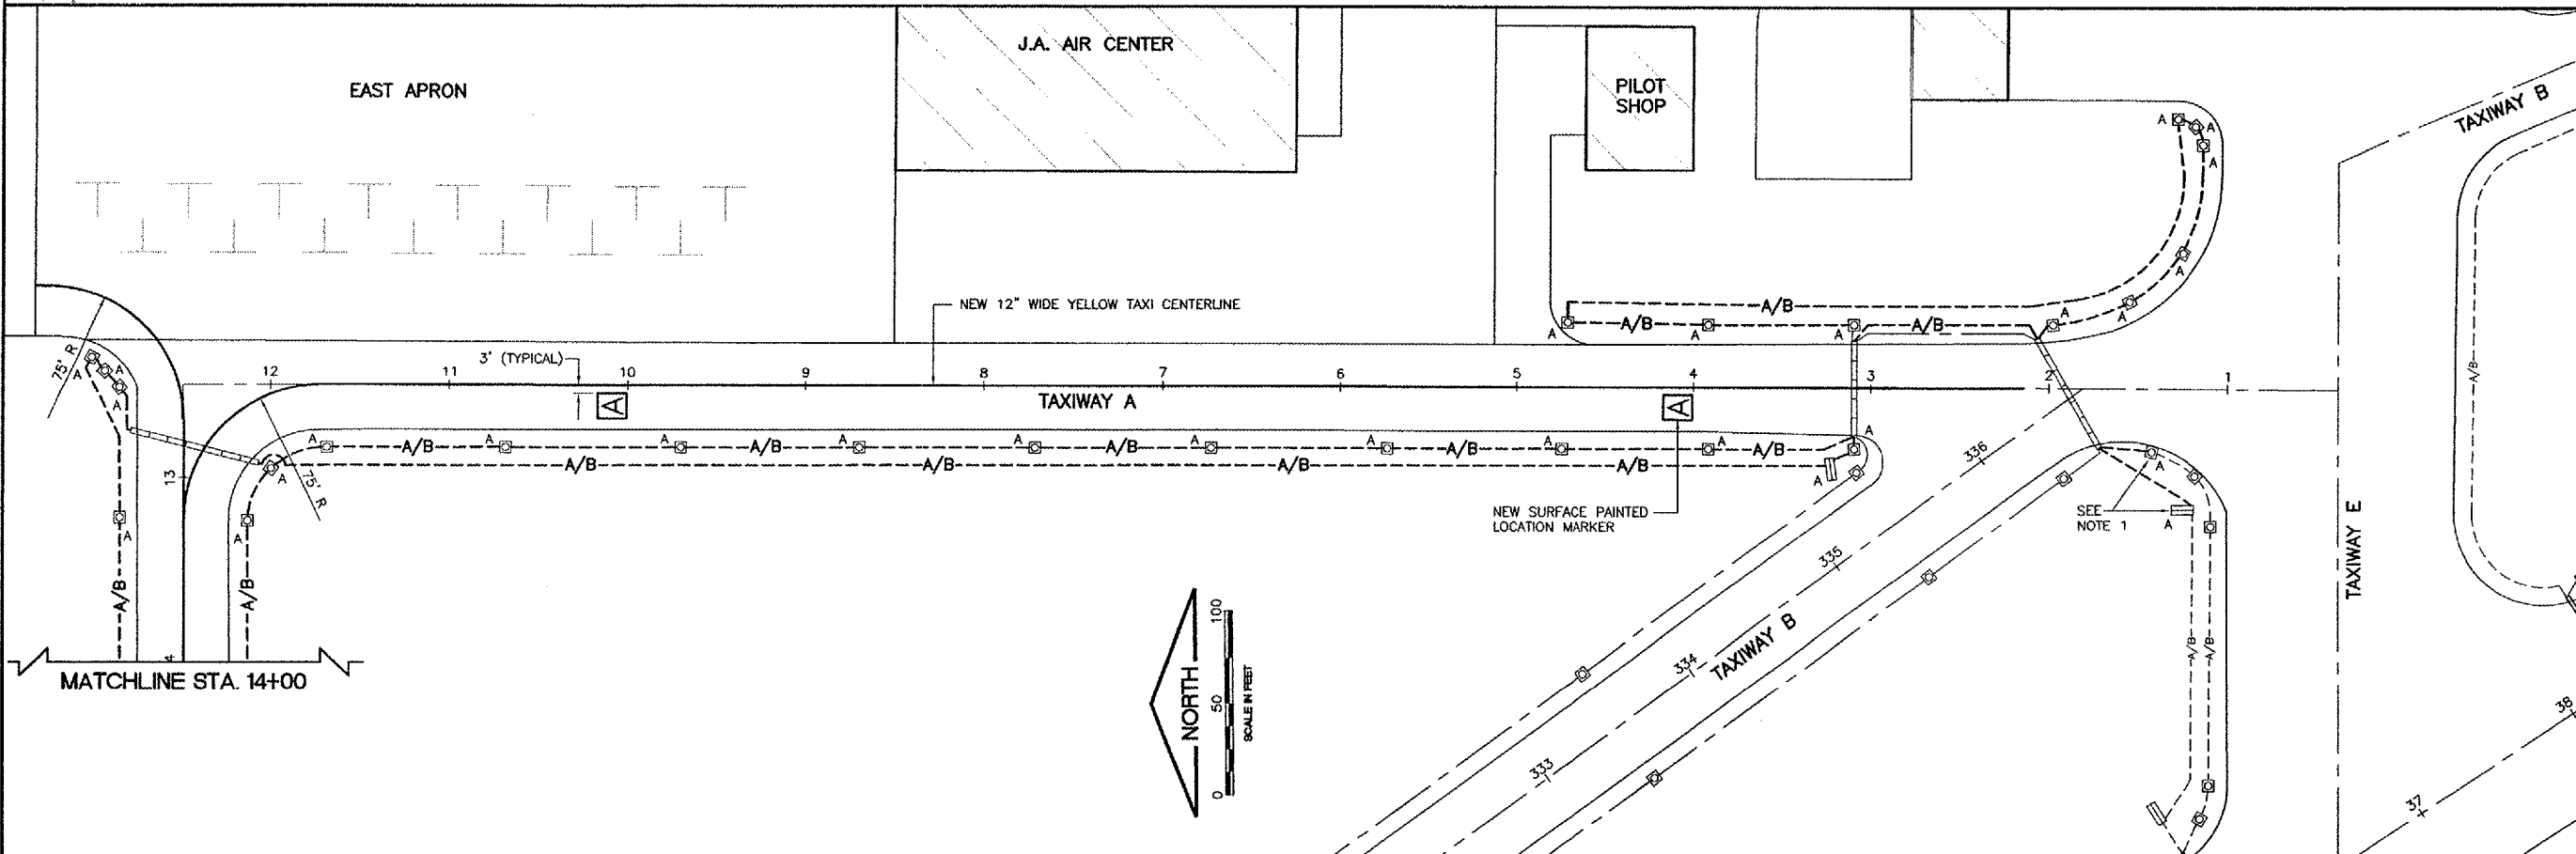 J.A. AIR CENTER
EAST APRON
PILOT
SHOP
TAXIWAY B
A
A
A
A
A
A
A
A
A
A
A/B
A/B
A/B
NEW 12" WIDE YELLOW TAXI CENTERLINE
3' (TYPICAL)
75' R
A
A
A
12
11
10
9
8
7
6
5
4
3
2
1
A
TAXIWAY A
A
A/B
A
A/B
A
A/B
A
A/B
A
A/B
A
A/B
A
A/B
A
A/B
A
A/B
A
A/B
A/B
A/B
A/B
A
A
75' R
13
A
A
A/B
A/B
4
MATCHLINE STA. 14+00
NEW SURFACE PAINTED
LOCATION MARKER
SEE
NOTE 1
A
A
336
335
334
333
TAXIWAY B
TAXIWAY E
A/B
A/B
A/B
38
37
NORTH
0 50 100
SCALE IN FEET